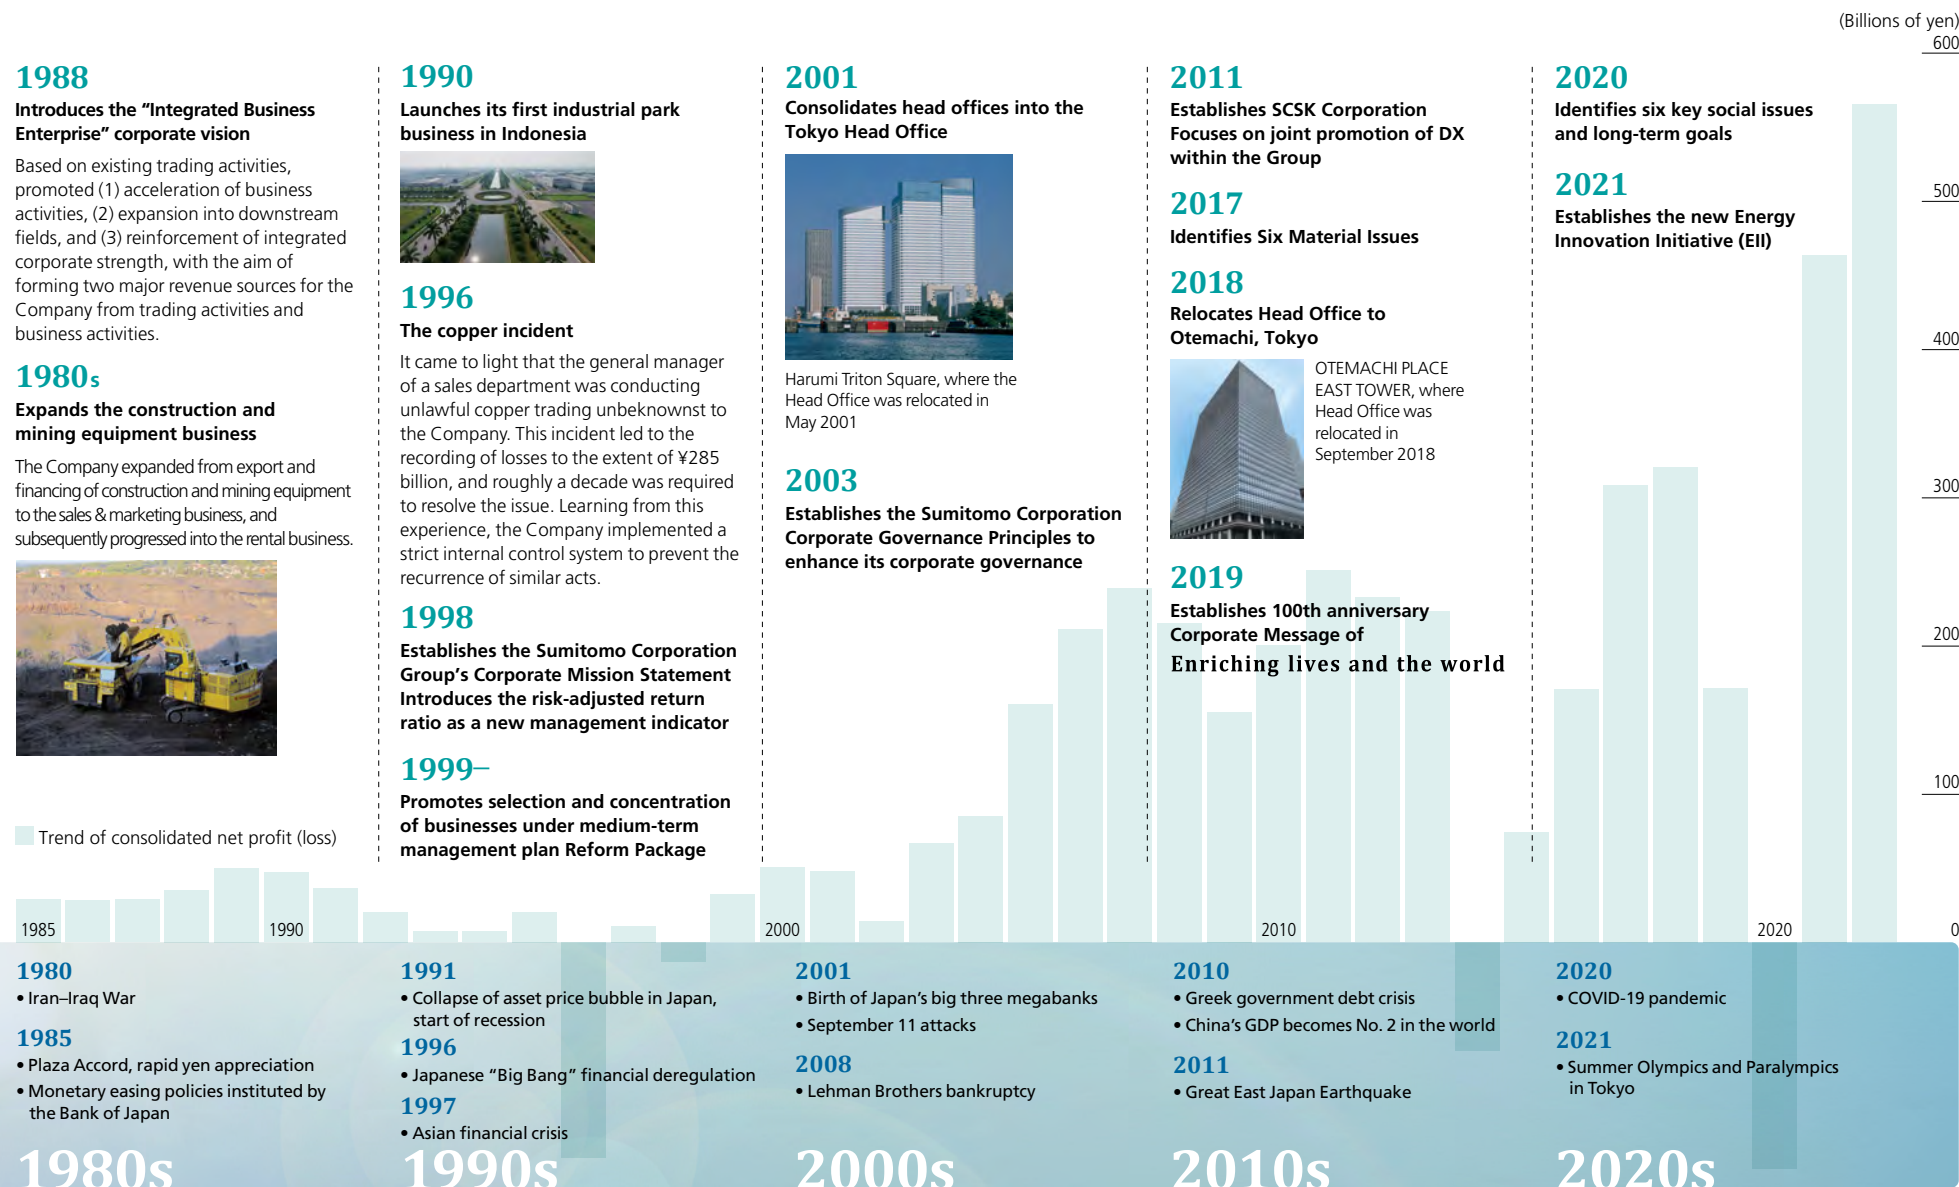 (Billions of yen)
600
500
400
300
200
100
0
1988
Introduces the “Integrated Business
Enterprise” corporate vision
Based on existing trading activities,
promoted (1) acceleration of business
activities, (2) expansion into downstream
fields, and (3) reinforcement of integrated
corporate strength, with the aim of
forming two major revenue sources for the
Company from trading activities and
business activities.
1980s
Expands the construction and
mining equipment business
The Company expanded from export and
financing of construction and mining equipment
to the sales & marketing business, and
subsequently progressed into the rental business.
Trend of consolidated net profit (loss)
1990
Launches its first industrial park
business in Indonesia
1996
The copper incident
It came to light that the general manager
of a sales department was conducting
unlawful copper trading unbeknownst to
the Company. This incident led to the
recording of losses to the extent of ¥285
billion, and roughly a decade was required
to resolve the issue. Learning from this
experience, the Company implemented a
strict internal control system to prevent the
recurrence of similar acts.
1998
Establishes the Sumitomo Corporation
Group’s Corporate Mission Statement
Introduces the risk-adjusted return
ratio as a new management indicator
1999–
Promotes selection and concentration
of businesses under medium-term
management plan Reform Package
2001
Consolidates head offices into the
Tokyo Head Office
Harumi Triton Square, where the
Head Office was relocated in
May 2001
2003
Establishes the Sumitomo Corporation
Corporate Governance Principles to
enhance its corporate governance
2011
Establishes SCSK Corporation
Focuses on joint promotion of DX
within the Group
2017
Identifies Six Material Issues
2018
Relocates Head Office to
Otemachi, Tokyo
OTEMACHI PLACE
EAST TOWER, where
Head Office was
relocated in
September 2018
2019
Establishes 100th anniversary
Corporate Message of
Enriching lives and the world
2020
Identifies six key social issues
and long-term goals
2021
Establishes the new Energy
Innovation Initiative (EII)
1985
1990
2000
2010
2020
1980
• Iran–Iraq War
1985
• Plaza Accord, rapid yen appreciation
• Monetary easing policies instituted by
the Bank of Japan
1980s
1991
• Collapse of asset price bubble in Japan,
start of recession
1996
• Japanese “Big Bang” financial deregulation
1997
• Asian financial crisis
1990s
2001
• Birth of Japan’s big three megabanks
• September 11 attacks
2008
• Lehman Brothers bankruptcy
2000s
2010
• Greek government debt crisis
• China’s GDP becomes No. 2 in the world
2011
• Great East Japan Earthquake
2010s
2020
• COVID-19 pandemic
2021
• Summer Olympics and Paralympics
in Tokyo
2020s